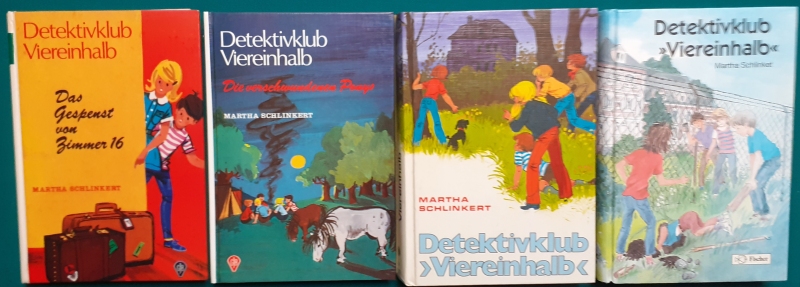 Detektivklub
Viereinhalb
Das
Gespenst
von
Zimmer 16
MARTHA SCHLINKERT
Detektivklub
Viereinhalb
Die verschwundenen Ponys
MARTHA SCHLINKERT
MARTHA
SCHLINKERT
Detektivklub
›Viereinhalb‹
Detektivklub
»Viereinhalb«
Martha Schlinkert
Fischer